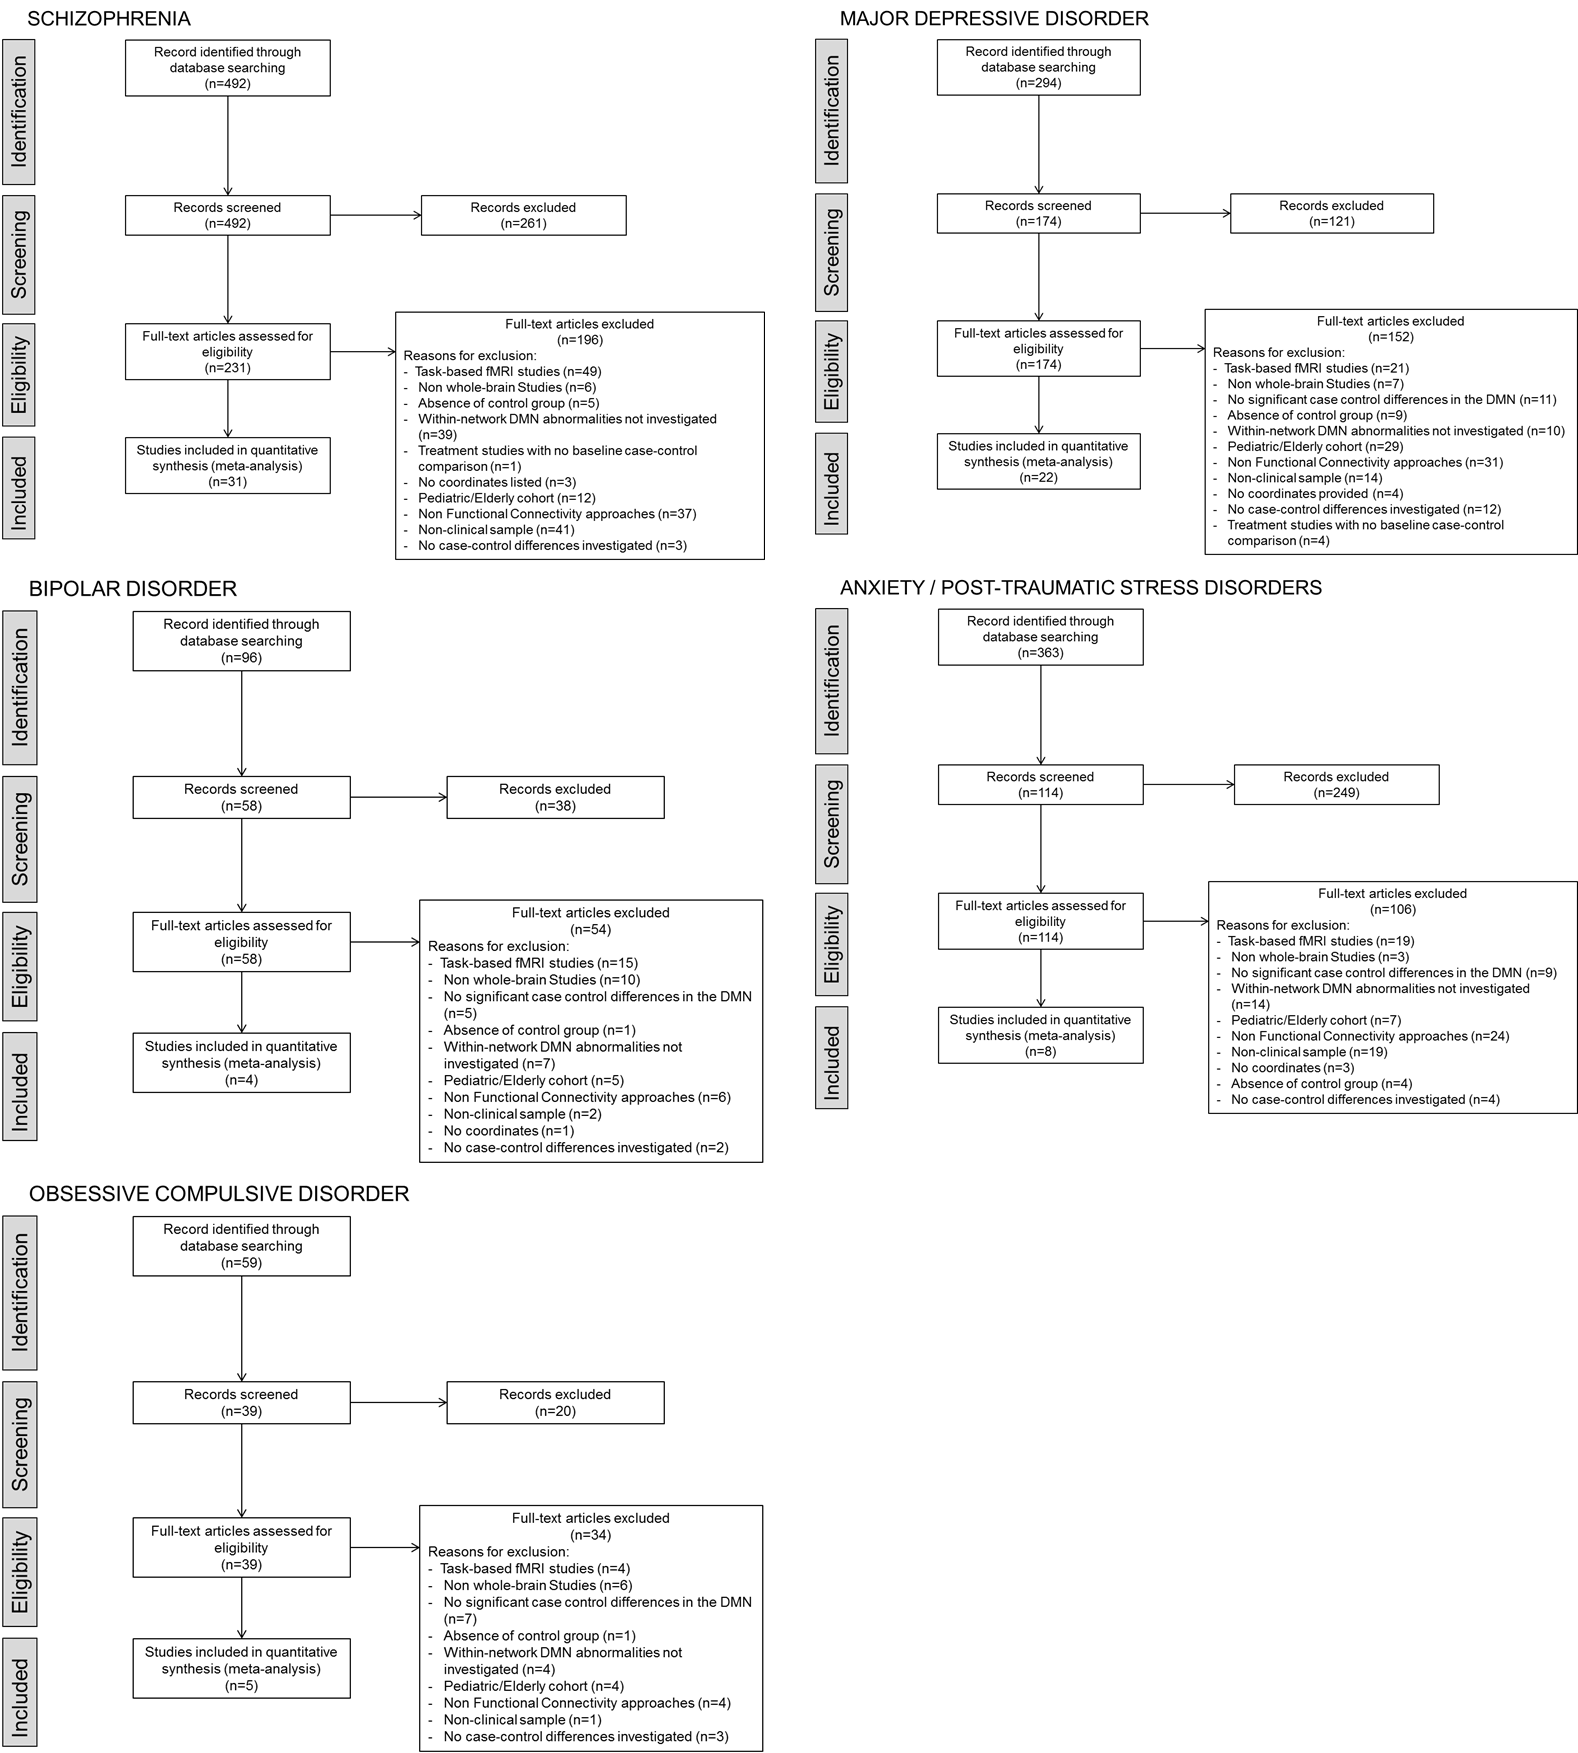 SCHIZOPHRENIA
Identification
Record identified through
database searching
(n=492)
Screening
Records screened
(n=492)
Records excluded
(n=261)
Eligibility
Full-text articles assessed for
eligibility
(n=231)
Full-text articles excluded
(n=196)
Reasons for exclusion:
- Task-based fMRI studies (n=49)
- Non whole-brain Studies (n=6)
- Absence of control group (n=5)
- Within-network DMN abnormalities not investigated
(n=39)
- Treatment studies with no baseline case-control
comparison (n=1)
- No coordinates listed (n=3)
- Pediatric/Elderly cohort (n=12)
- Non Functional Connectivity approaches (n=37)
- Non-clinical sample (n=41)
- No case-control differences investigated (n=3)
Included
Studies included in quantitative
synthesis (meta-analysis)
(n=31)
MAJOR DEPRESSIVE DISORDER
Identification
Record identified through
database searching
(n=294)
Screening
Records screened
(n=174)
Records excluded
(n=121)
Eligibility
Full-text articles assessed for
eligibility
(n=174)
Full-text articles excluded
(n=152)
Reasons for exclusion:
- Task-based fMRI studies (n=21)
- Non whole-brain Studies (n=7)
- No significant case control differences in the DMN (n=11)
- Absence of control group (n=9)
- Within-network DMN abnormalities not investigated (n=10)
- Pediatric/Elderly cohort (n=29)
- Non Functional Connectivity approaches (n=31)
- Non-clinical sample (n=14)
- No coordinates provided (n=4)
- No case-control differences investigated (n=12)
- Treatment studies with no baseline case-control
comparison (n=4)
Included
Studies included in quantitative
synthesis (meta-analysis)
(n=22)
BIPOLAR DISORDER
Identification
Record identified through
database searching
(n=96)
Screening
Records screened
(n=58)
Records excluded
(n=38)
Eligibility
Full-text articles assessed for
eligibility
(n=58)
Full-text articles excluded
(n=54)
Reasons for exclusion:
- Task-based fMRI studies (n=15)
- Non whole-brain Studies (n=10)
- No significant case control differences in the DMN
(n=5)
- Absence of control group (n=1)
- Within-network DMN abnormalities not
investigated (n=7)
- Pediatric/Elderly cohort (n=5)
- Non Functional Connectivity approaches (n=6)
- Non-clinical sample (n=2)
- No coordinates (n=1)
- No case-control differences investigated (n=2)
Included
Studies included in quantitative
synthesis (meta-analysis)
(n=4)
ANXIETY / POST-TRAUMATIC STRESS DISORDERS
Identification
Record identified through
database searching
(n=363)
Screening
Records screened
(n=114)
Records excluded
(n=249)
Eligibility
Full-text articles assessed for
eligibility
(n=114)
Full-text articles excluded
(n=106)
Reasons for exclusion:
- Task-based fMRI studies (n=19)
- Non whole-brain Studies (n=3)
- No significant case control differences in the DMN (n=9)
- Within-network DMN abnormalities not investigated
(n=14)
- Pediatric/Elderly cohort (n=7)
- Non Functional Connectivity approaches (n=24)
- Non-clinical sample (n=19)
- No coordinates (n=3)
- Absence of control group (n=4)
- No case-control differences investigated (n=4)
Included
Studies included in quantitative
synthesis (meta-analysis)
(n=8)
OBSESSIVE COMPULSIVE DISORDER
Identification
Record identified through
database searching
(n=59)
Screening
Records screened
(n=39)
Records excluded
(n=20)
Eligibility
Full-text articles assessed for
eligibility
(n=39)
Full-text articles excluded
(n=34)
Reasons for exclusion:
- Task-based fMRI studies (n=4)
- Non whole-brain Studies (n=6)
- No significant case control differences in the DMN
(n=7)
- Absence of control group (n=1)
- Within-network DMN abnormalities not
investigated (n=4)
- Pediatric/Elderly cohort (n=4)
- Non Functional Connectivity approaches (n=4)
- Non-clinical sample (n=1)
- No case-control differences investigated (n=3)
Included
Studies included in quantitative
synthesis (meta-analysis)
(n=5)